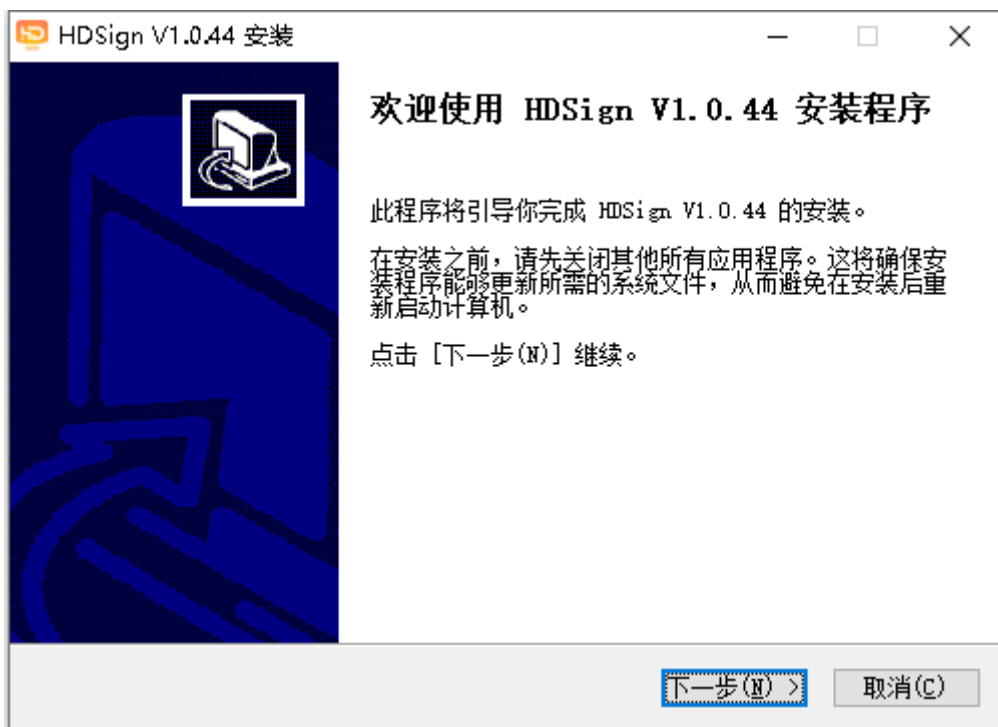 HD HDSign V1.0.44 安装
欢迎使用 HDSign V1.0.44 安装程序
此程序将引导你完成 HDSign V1.0.44 的安装。
在安装之前，请先关闭其他所有应用程序。这将确保安
装程序能够更新所需的系统文件，从而避免在安装后重
新启动计算机。
点击 [下一步(N)] 继续。
下一步(N) >
取消(C)